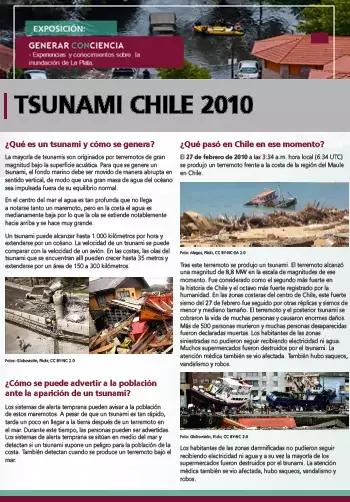 EXPOSICIÓN:
GENERAR CONCIENCIA
- Experiencias y conocimientos sobre la
inundación de La Plata.
TSUNAMI CHILE 2010
¿Qué es un tsunami y cómo se genera?
La mayoría de tsunamis son originados por terremotos de gran
magnitud bajo la superficie acuática. Para que se genere un
tsunami, el fondo marino debe ser movido de manera abrupta en
sentido vertical, de modo que una gran masa de agua del océano
sea impulsada fuera de su equilibrio normal.
En el centro del mar el agua es tan profunda que no llega
a notarse tanto un maremoto, pero en la costa el agua es
medianamente baja por lo que la ola se extiende notablemente
hacia arriba y se hace muy grande.
Un tsunami puede alcanzar hasta 1 000 kilómetros por hora y
extenderse por un océano. La velocidad de un tsunami se puede
comparar con la velocidad de un avión. En las costas, las olas del
tsunami que se encuentran allí pueden crecer hasta 35 metros y
extenderse por un área de 150 a 300 kilómetros.
Fotos: Globovisión, Flickr, CC BY-NC 2.0
¿Cómo se puede advertir a la población
ante la aparición de un tsunami?
Los sistemas de alerta temprana pueden avisar a la población
de estos maremotos. A pesar de que un tsunami es tan rápido,
tarda un poco en llegar a la tierra después de un terremoto en
el mar. Durante este tiempo, las personas pueden ser advertidas.
Los sistemas de alerta temprana se sitúan en medio del mar y
detectan si un tsunami supone un peligro para la población de la
costa. También detectan cuando se produce un terremoto bajo el
mar.
¿Qué pasó en Chile en ese momento?
El 27 de febrero de 2010 a las 3:34 a.m. hora local (6:34 UTC)
se produjo un terremoto frente a la costa de la región del Maule
en Chile.
Foto: Alegos, Flickr, CC BY-NC-SA 2.0
Tras este terremoto se produjo un tsunami. El terremoto alcanzó
una magnitud de 8,8 MW en la escala de magnitudes de ese
momento. Fue considerado como el segundo más fuerte en
la historia de Chile y el octavo más fuerte registrado por la
humanidad. En las zonas costeras del centro de Chile, este fuerte
sismo del 27 de febrero fue seguido por otras réplicas y sismos de
menor y mediano tamaño. El terremoto y el posterior tsunami se
cobraron la vida de muchas personas y causaron enormes daños.
Más de 500 personas murieron y muchas personas desaparecidas
fueron declaradas muertas. Los habitantes de las zonas
siniestradas no pudieron seguir recibiendo electricidad ni agua.
Muchos supermercados fueron destruidos por el tsunami. La
atención médica también se vio afectada. También hubo saqueos,
vandalismo y robos.
Foto: Globovisión, Flickr, CC BY-NC 2.0
Los habitantes de las zonas damnificadas no pudieron seguir
recibiendo electricidad ni agua y a su vez la mayoría de los
supermercados fueron destruidos por el tsunami. La atención
médica también se vio afectada, hubo saqueos, vandalismo y
robos.